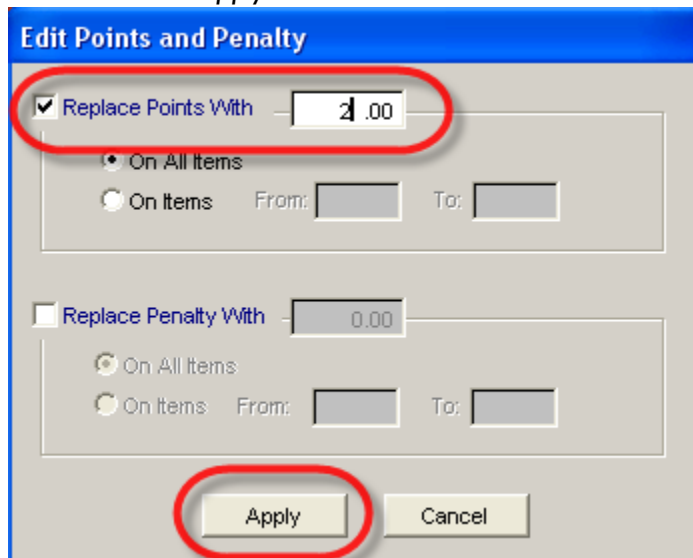 Apply
Edit Points and Penalty
Replace Points With 2 .00
On All Items
On Items From: To:
Replace Penalty With 0.00
On All Items
On Items From: To:
Apply Cancel